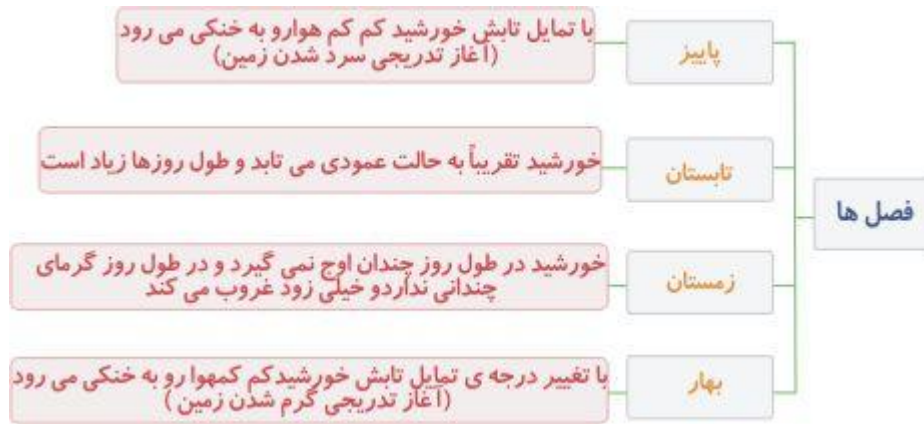 فصل ها
پاییز
با تمایل تابش خورشید کم کم هوارو به خنکی می رود
(آغاز تدریجی سرد شدن زمین)
تابستان
خورشید تقریباً به حالت عمودی می تابد و طول روزها زیاد است
زمستان
خورشید در طول روز چندان اوج نمی گیرد و در طول روز گرمای
چندانی نداردو خیلی زود غروب می کند
بهار
با تغییر درجه ی تمایل تابش خورشیدکم کمهوا رو به خنکی می رود
(آغاز تدریجی گرم شدن زمین )